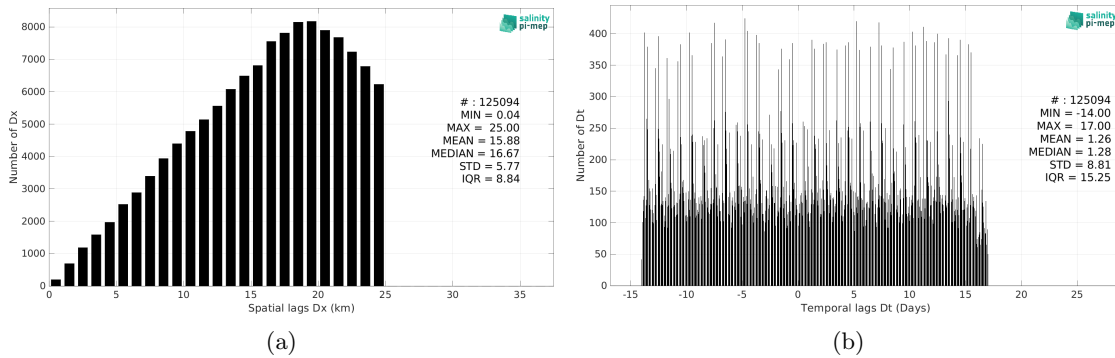 salinity
pi-mep
8000
7000
6000
5000
4000
3000
2000
1000
0
Number of Dx
# : 125094
MIN = 0.04
MAX = 25.00
MEAN = 15.88
MEDIAN = 16.67
STD = 5.77
IQR = 8.84
0 5 10 15 20 25 30 35
Spatial lags Dx (km)
(a)
salinity
pi-mep
400
350
300
250
200
150
100
50
0
Number of Dt
# : 125094
MIN = -14.00
MAX = 17.00
MEAN = 1.26
MEDIAN = 1.28
STD = 8.81
IQR = 15.25
-15 -10 -5 0 5 10 15 20 25
Temporal lags Dt (Days)
(b)